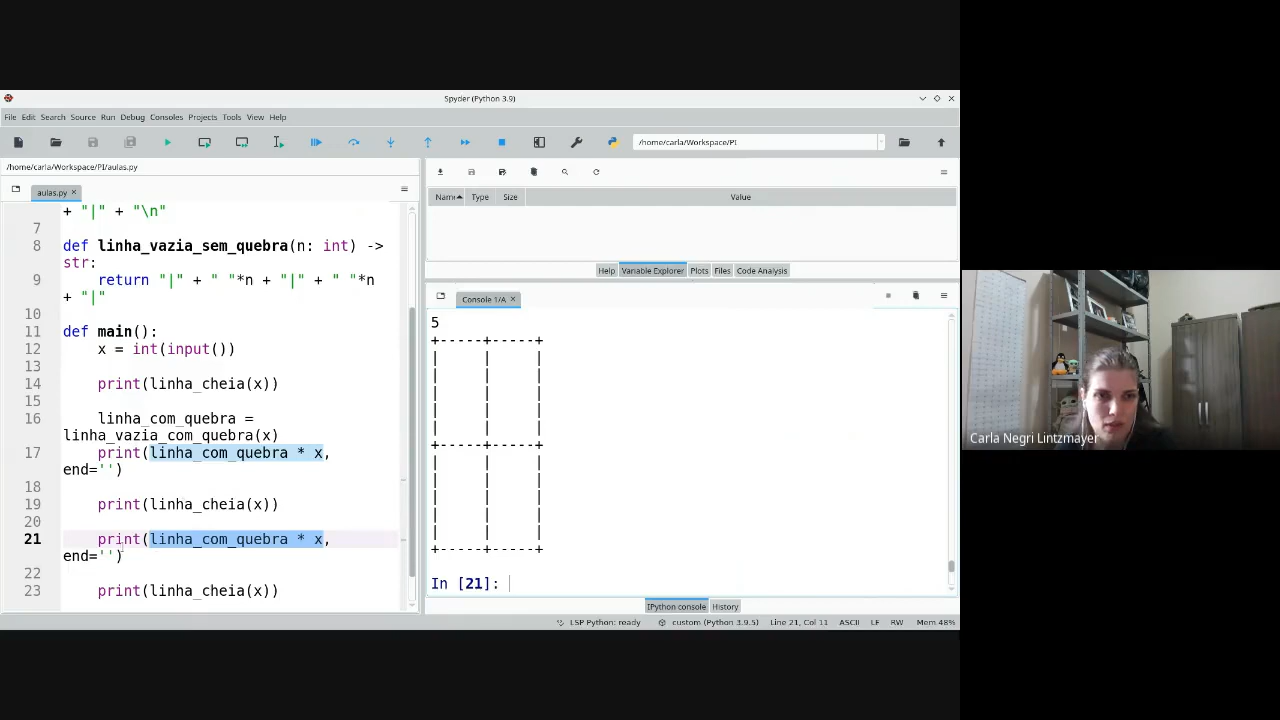 Spyder (Python 3.9)
File Edit Search Source Run Debug Consoles Projects Tools View Help
/home/carla/Workspace/PI
/home/carla/Workspace/PI/aulas.py
aulas.py
+ "|" + "\n"
7
8 def linha_vazia_sem_quebra(n: int) ->
str:
9 return "|" + " "*n + "|" + " "*n
+ "|"
10
11 def main():
12 x = int(input())
13
14 print(linha_cheia(x))
15
16 linha_com_quebra =
linha_vazia_com_quebra(x)
17 print(linha_com_quebra * x,
end='')
18
19 print(linha_cheia(x))
20
21 print(linha_com_quebra * x,
end='')
22
23 print(linha_cheia(x))
Name Type Size Value
Help Variable Explorer Plots Files Code Analysis
Console 1/A
5
+-----+-----+
|     |     |
|     |     |
|     |     |
|     |     |
|     |     |
+-----+-----+
|     |     |
|     |     |
|     |     |
|     |     |
|     |     |
+-----+-----+
In [21]:
IPython console History
LSP Python: ready custom (Python 3.9.5) Line 21, Col 11 ASCII LF RW Mem 48%
Carla Negri Lintzmayer